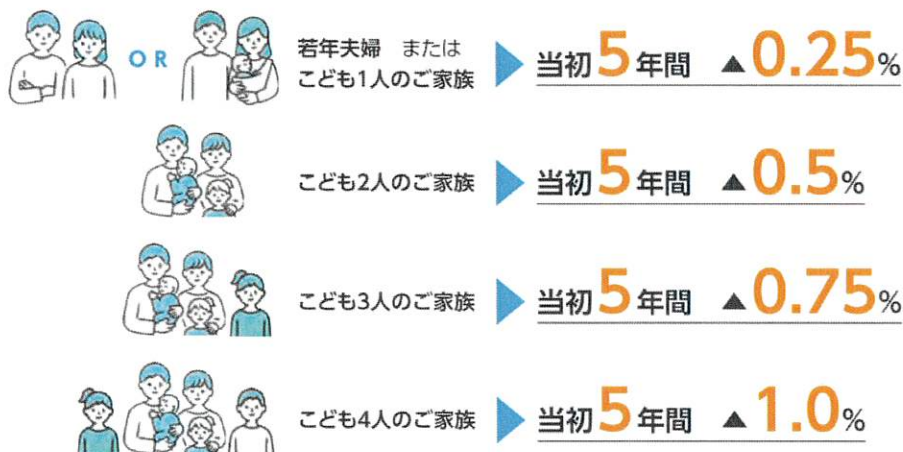 OR
若年夫婦 または
こども1人のご家族
当初5年間 ▲0.25%
こども2人のご家族
当初5年間 ▲0.5%
こども3人のご家族
当初5年間 ▲0.75%
こども4人のご家族
当初5年間 ▲1.0%